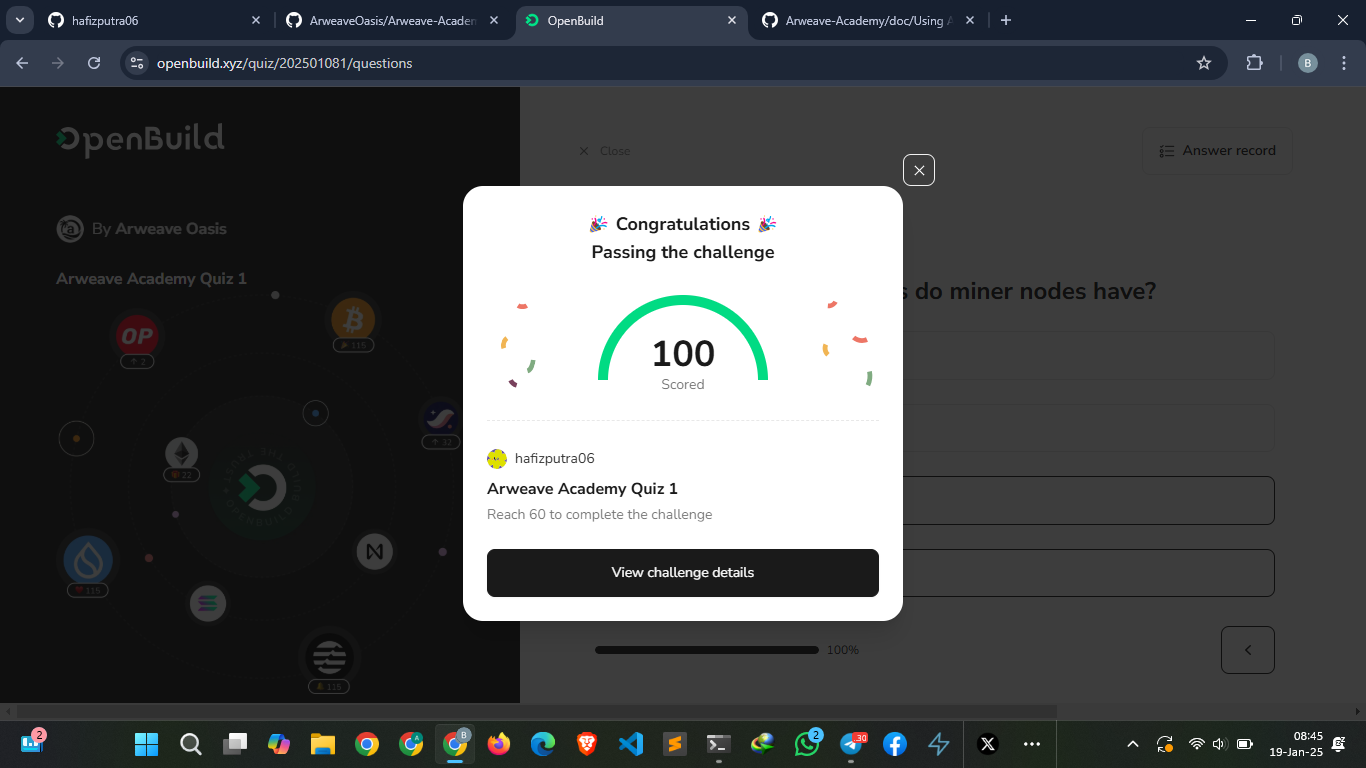 hafizputra06
ArweaveOasis/Arweave-Academ
OpenBuild
Arweave-Academy/doc/Using A
openbuild.xyz/quiz/202501081/questions
B
OpenBuild
Close
Answer record
By Arweave Oasis
Arweave Academy Quiz 1
🎉 Congratulations 🎉
Passing the challenge
s do miner nodes have?
OP
2
115
100
Scored
32
22
hafizputra06
Arweave Academy Quiz 1
Reach 60 to complete the challenge
View challenge details
115
100%
115
2
A
B
2
.30
08:45
19-Jan-25